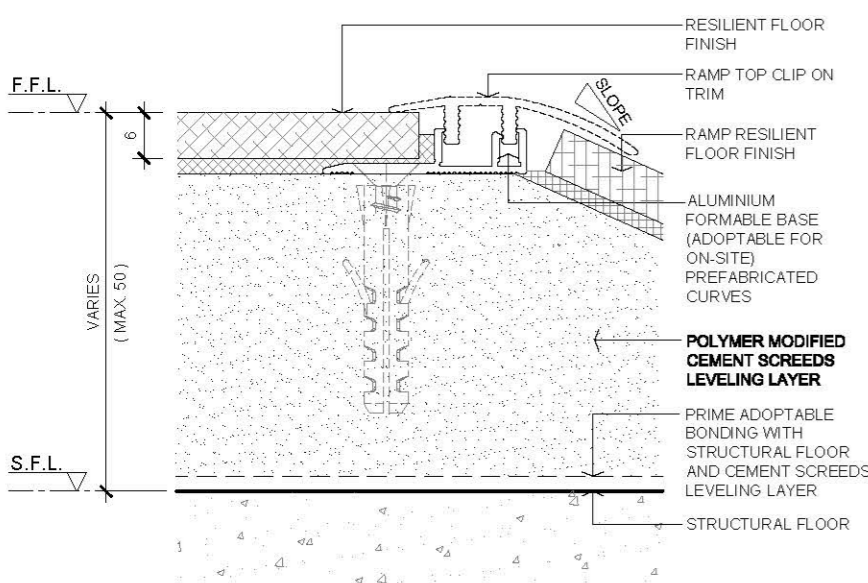 RESILIENT FLOOR
FINISH
F.F.L.
RAMP TOP CLIP ON
TRIM
SLOPE
6
RAMP RESILIENT
FLOOR FINISH
ALUMINIUM
FORMABLE BASE
(ADOPTABLE FOR
ON-SITE)
PREFABRICATED
CURVES
VARIES
(MAX. 50)
POLYMER MODIFIED
CEMENT SCREEDS
LEVELING LAYER
PRIME ADOPTABLE
BONDING WITH
STRUCTURAL FLOOR
AND CEMENT SCREEDS
LEVELING LAYER
S.F.L.
STRUCTURAL FLOOR